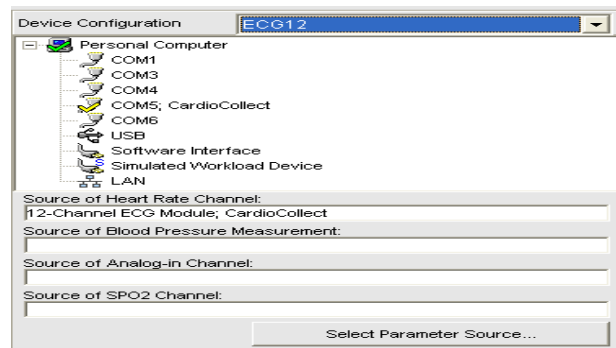 Device Configuration ECG12
Personal Computer
COM1
COM3
COM4
COM5; CardioCollect
COM6
USB
Software Interface
Simulated Workload Device
LAN
Source of Heart Rate Channel:
12-Channel ECG Module; CardioCollect
Source of Blood Pressure Measurement:
Source of Analog-in Channel:
Source of SPO2 Channel:
Select Parameter Source...